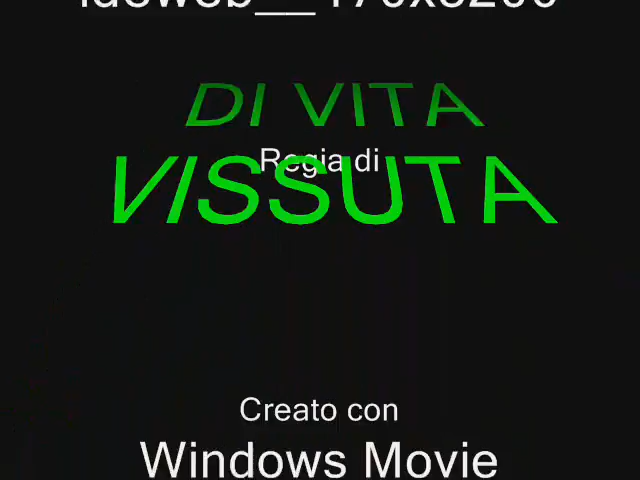 DI VITA
Regia di
VISSUTA
Creato con
Windows Movie